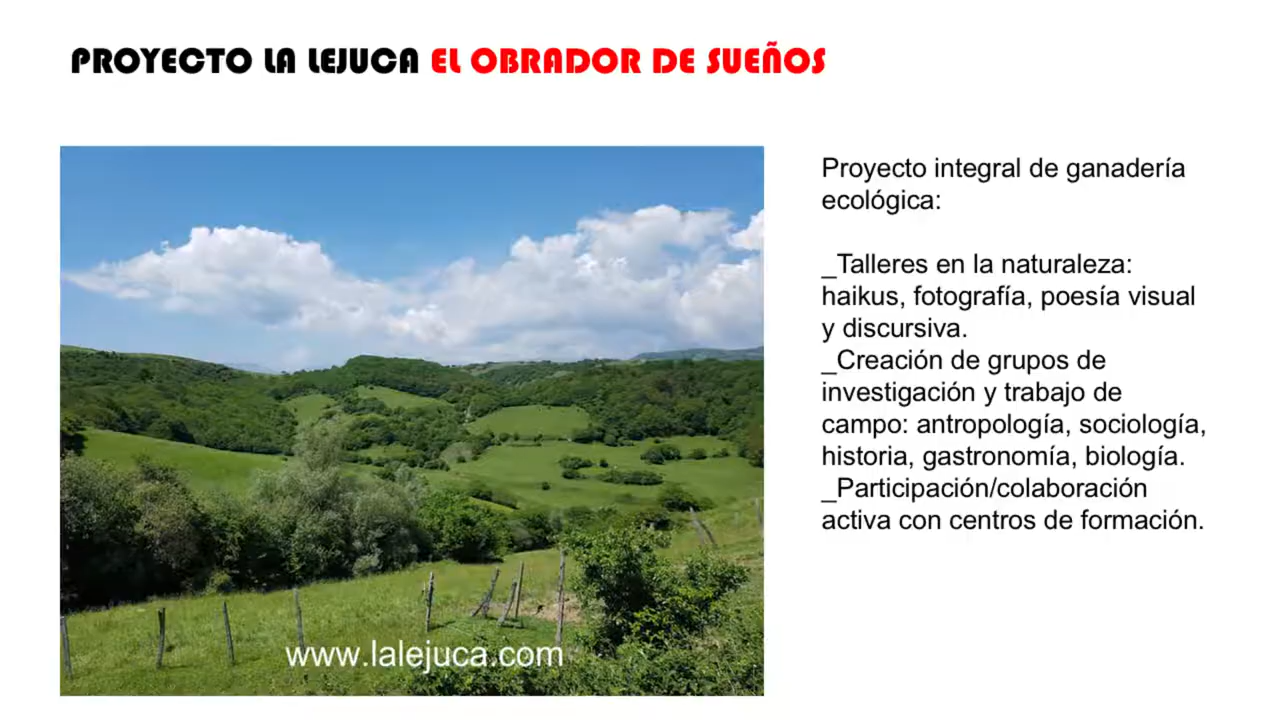 PROYECTO LA LEJUCA EL OBRADOR DE SUEÑOS
Proyecto integral de ganadería
ecológica:
_Talleres en la naturaleza:
haikus, fotografía, poesía visual
y discursiva.
_Creación de grupos de
investigación y trabajo de
campo: antropología, sociología,
historia, gastronomía, biología.
_Participación/colaboración
activa con centros de formación.
www.lalejuca.com